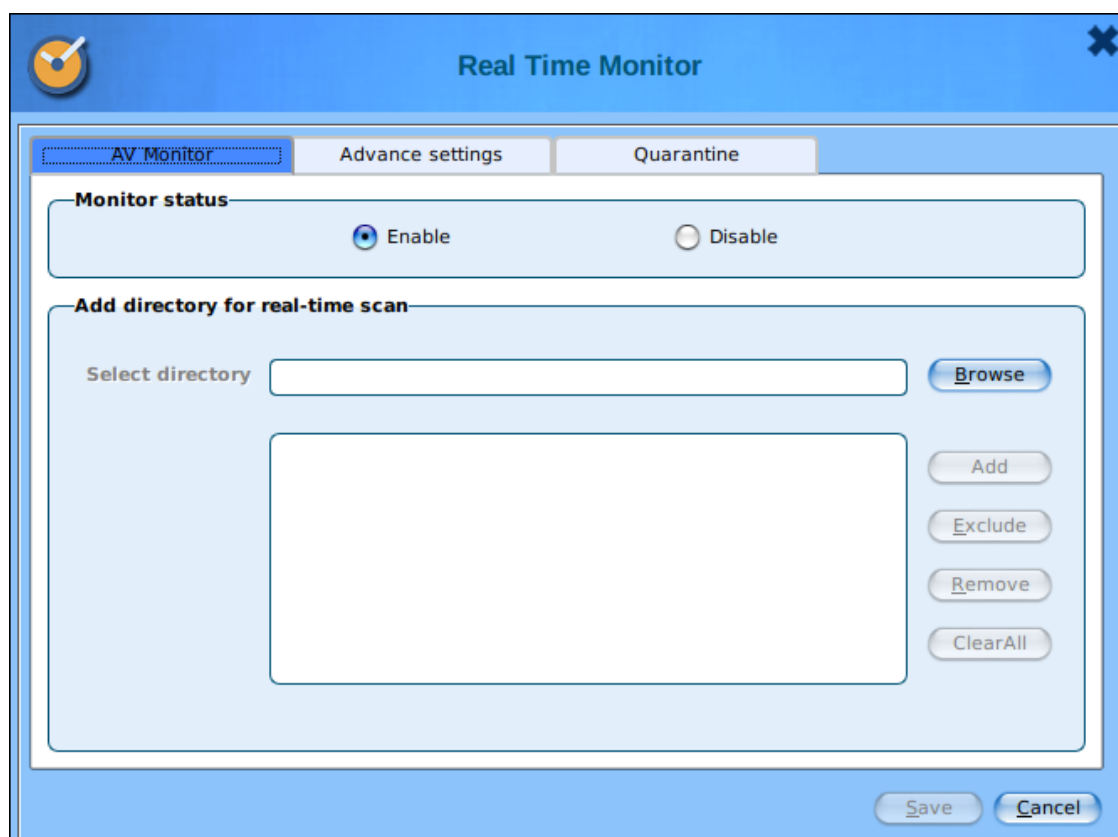 Real Time Monitor
AV Monitor
Advance settings
Quarantine
Monitor status
Enable
Disable
Add directory for real-time scan
Select directory
Browse
Add
Exclude
Remove
ClearAll
Save
Cancel